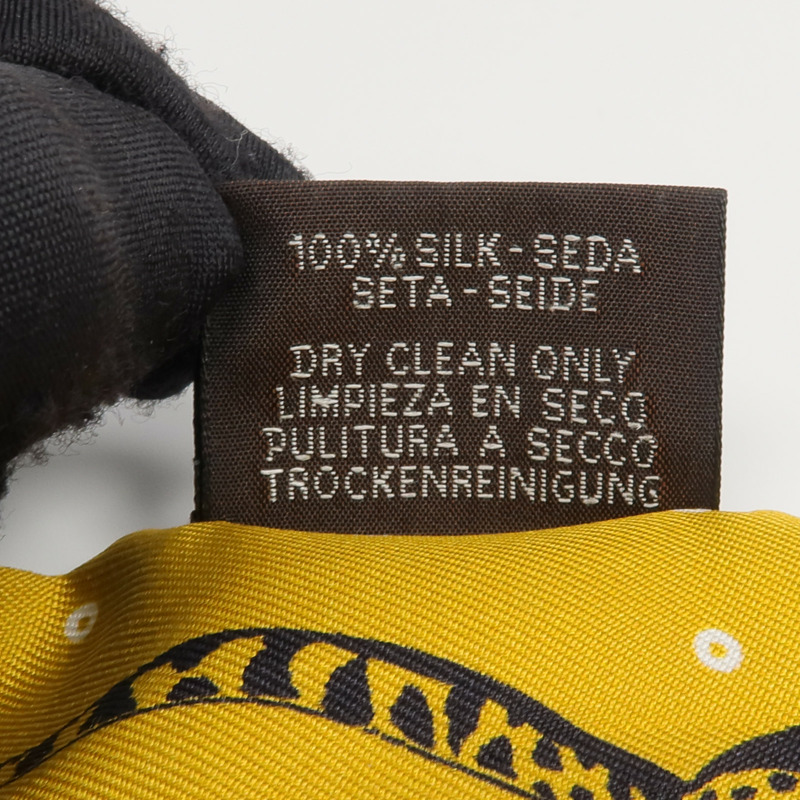 100% SILK - SEDA
SETA - SEIDE
DRY CLEAN ONLY
LIMPIEZA EN SECO
PULITURA A SECCO
TROCKENREINIGUNG